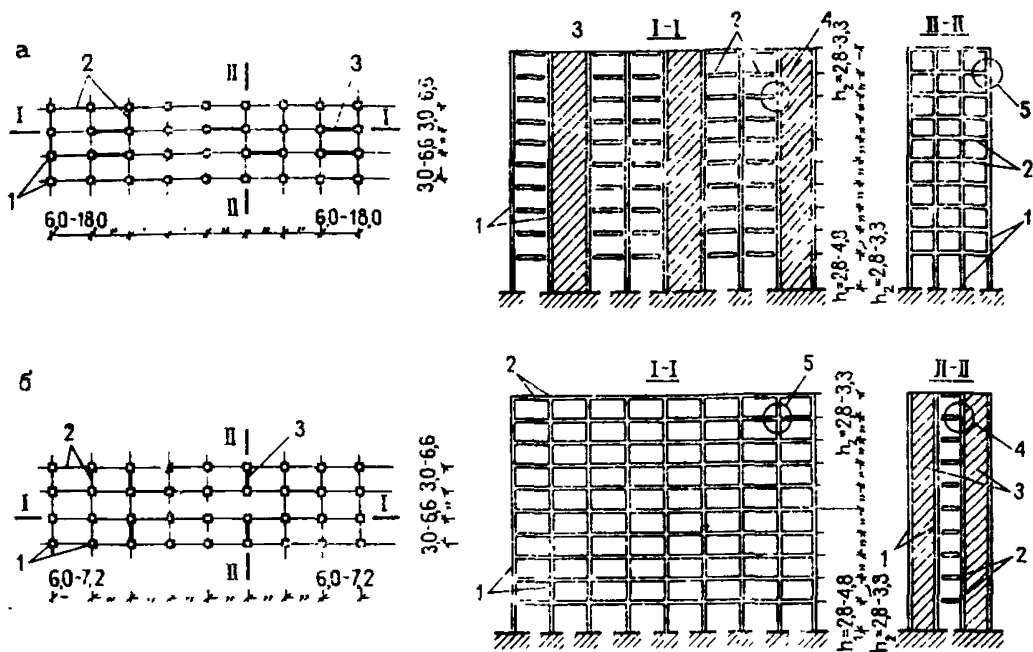 а
2
II
3
I
I
1
II
6,0-18,0
6,0-18,0
3,0-6,6 3,0-6,6
3
I-I
2
4
1
h₁=2,8-4,8
h₂=2,8-3,3
h₂=2,8-3,3
II-II
5
2
1
б
2
II
3
I
I
1
II
6,0-7,2
6,0-7,2
3,0-6,6 3,0-6,6
2
I-I
5
1
h₁=2,8-4,8
h₂=2,8-3,3
h₂=2,8-3,3
II-II
4
3
1
2